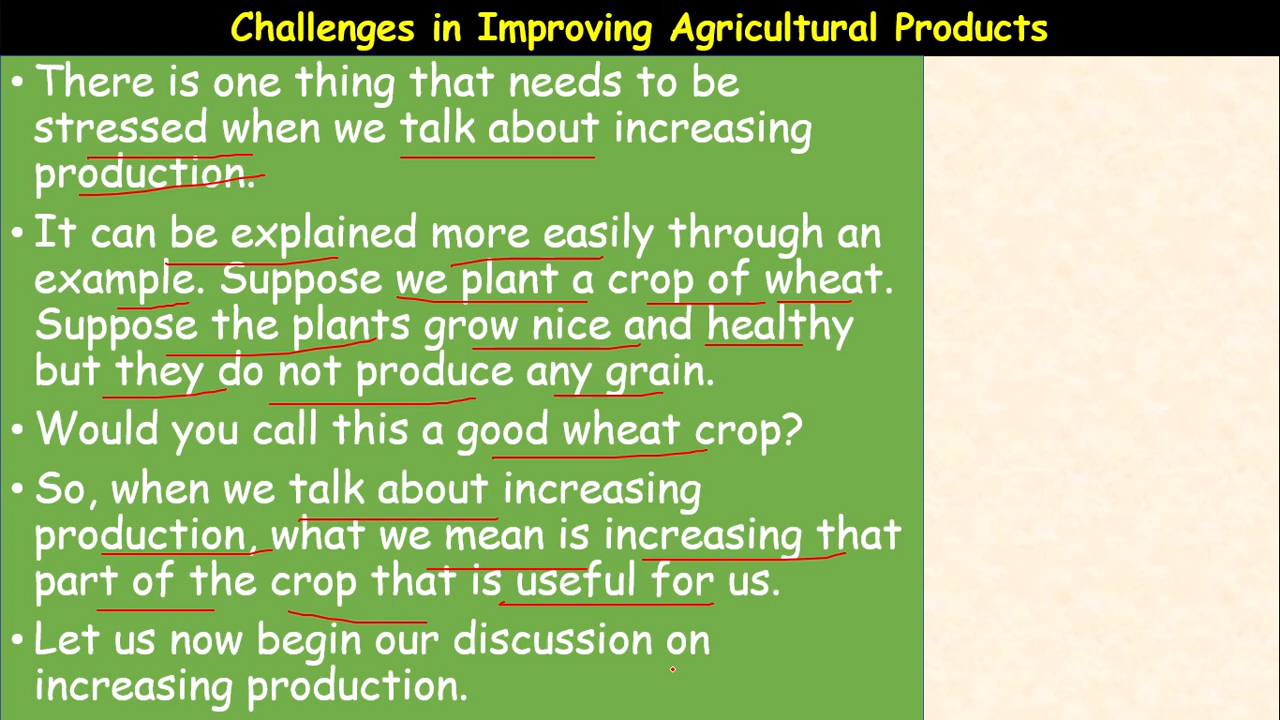 Challenges in Improving Agricultural Products
• There is one thing that needs to be
stressed when we talk about increasing
production.
• It can be explained more easily through an
example. Suppose we plant a crop of wheat.
Suppose the plants grow nice and healthy
but they do not produce any grain.
• Would you call this a good wheat crop?
• So, when we talk about increasing
production, what we mean is increasing that
part of the crop that is useful for us.
• Let us now begin our discussion on
increasing production.